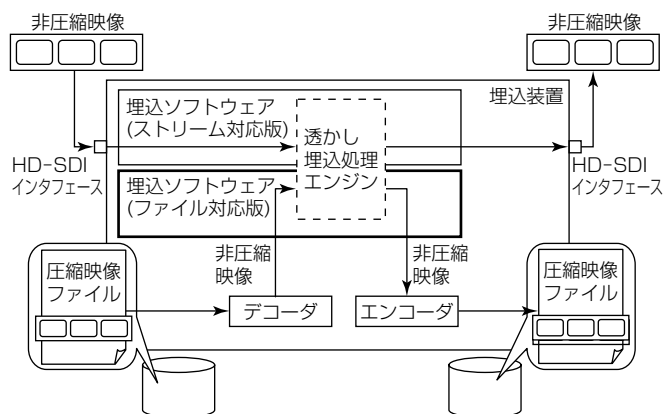 非圧縮映像
非圧縮映像
埋込装置
埋込ソフトウェア
(ストリーム対応版)
透かし
埋込処理
エンジン
HD-SDI
インタフェース
HD-SDI
インタフェース
埋込ソフトウェア
(ファイル対応版)
非圧縮
映像
非圧縮
映像
圧縮映像
ファイル
圧縮映像
ファイル
デコーダ
エンコーダ